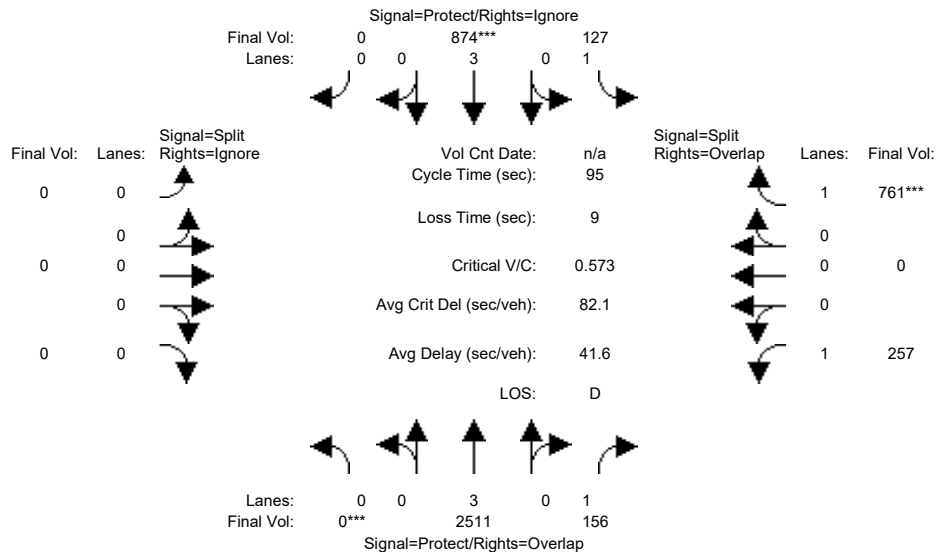 Signal=Protect/Rights=Ignore
Final Vol: 0 874*** 127
Lanes: 0 0 3 0 1
Signal=Split Signal=Split
Final Vol: Lanes: Rights=Ignore Vol Cnt Date: n/a Rights=Overlap Lanes: Final Vol:
Cycle Time (sec): 95
0 0 1 761***
Loss Time (sec): 9
0 0
0 0 Critical V/C: 0.573 0 0
0 Avg Crit Del (sec/veh): 82.1 0
0 0 Avg Delay (sec/veh): 41.6 1 257
LOS: D
Lanes: 0 0 3 0 1
Final Vol: 0*** 2511 156
Signal=Protect/Rights=Overlap